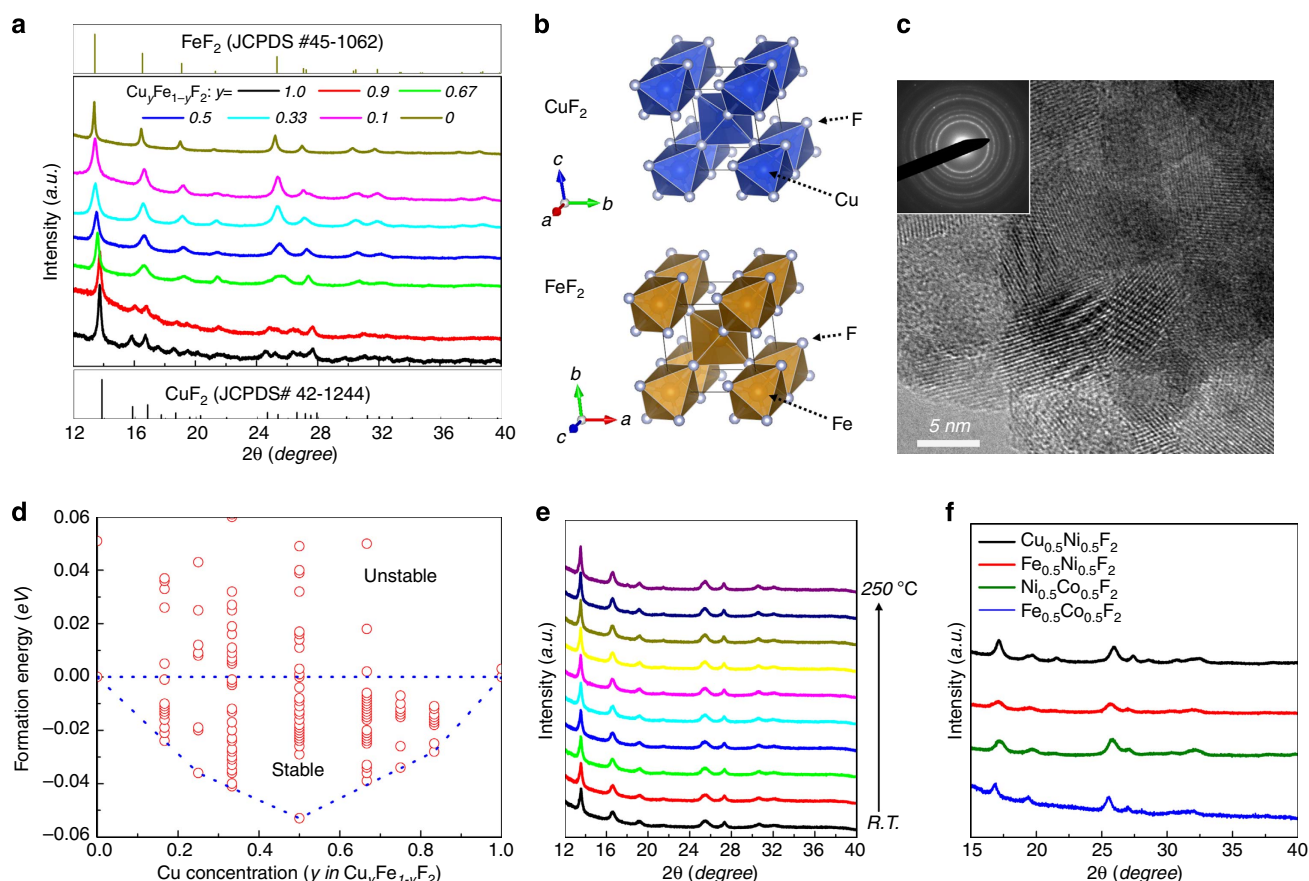 a
FeF2 (JCPDS #45-1062)
CuyFe1–yF2: y= 1.0 0.9 0.67
0.5 0.33 0.1 0
Intensity (a.u.)
CuF2 (JCPDS# 42-1244)
12 16 20 24 28 32 36 40
2θ (degree)
b
CuF2
F
Cu
c
b
a
FeF2
F
Fe
b
a
c
c
5 nm
d
0.06
0.04
0.02
0.00
–0.02
–0.04
–0.06
Formation energy (eV)
Unstable
Stable
0.0 0.2 0.4 0.6 0.8 1.0
Cu concentration (y in CuyFe1-yF2)
e
Intensity (a.u.)
250 °C
R.T.
12 16 20 24 28 32 36 40
2θ (degree)
f
Cu0.5Ni0.5F2
Fe0.5Ni0.5F2
Ni0.5Co0.5F2
Fe0.5Co0.5F2
Intensity (a.u.)
15 20 25 30 35 40
2θ (degree)